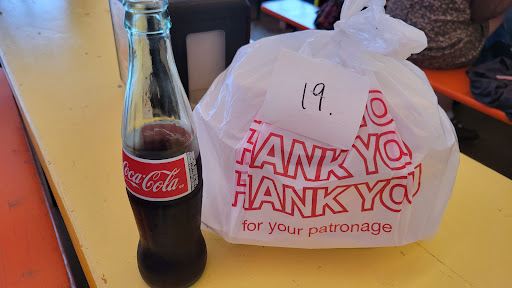 Coca-Cola
19.
HANK YO
HANK YOU
for your patronage